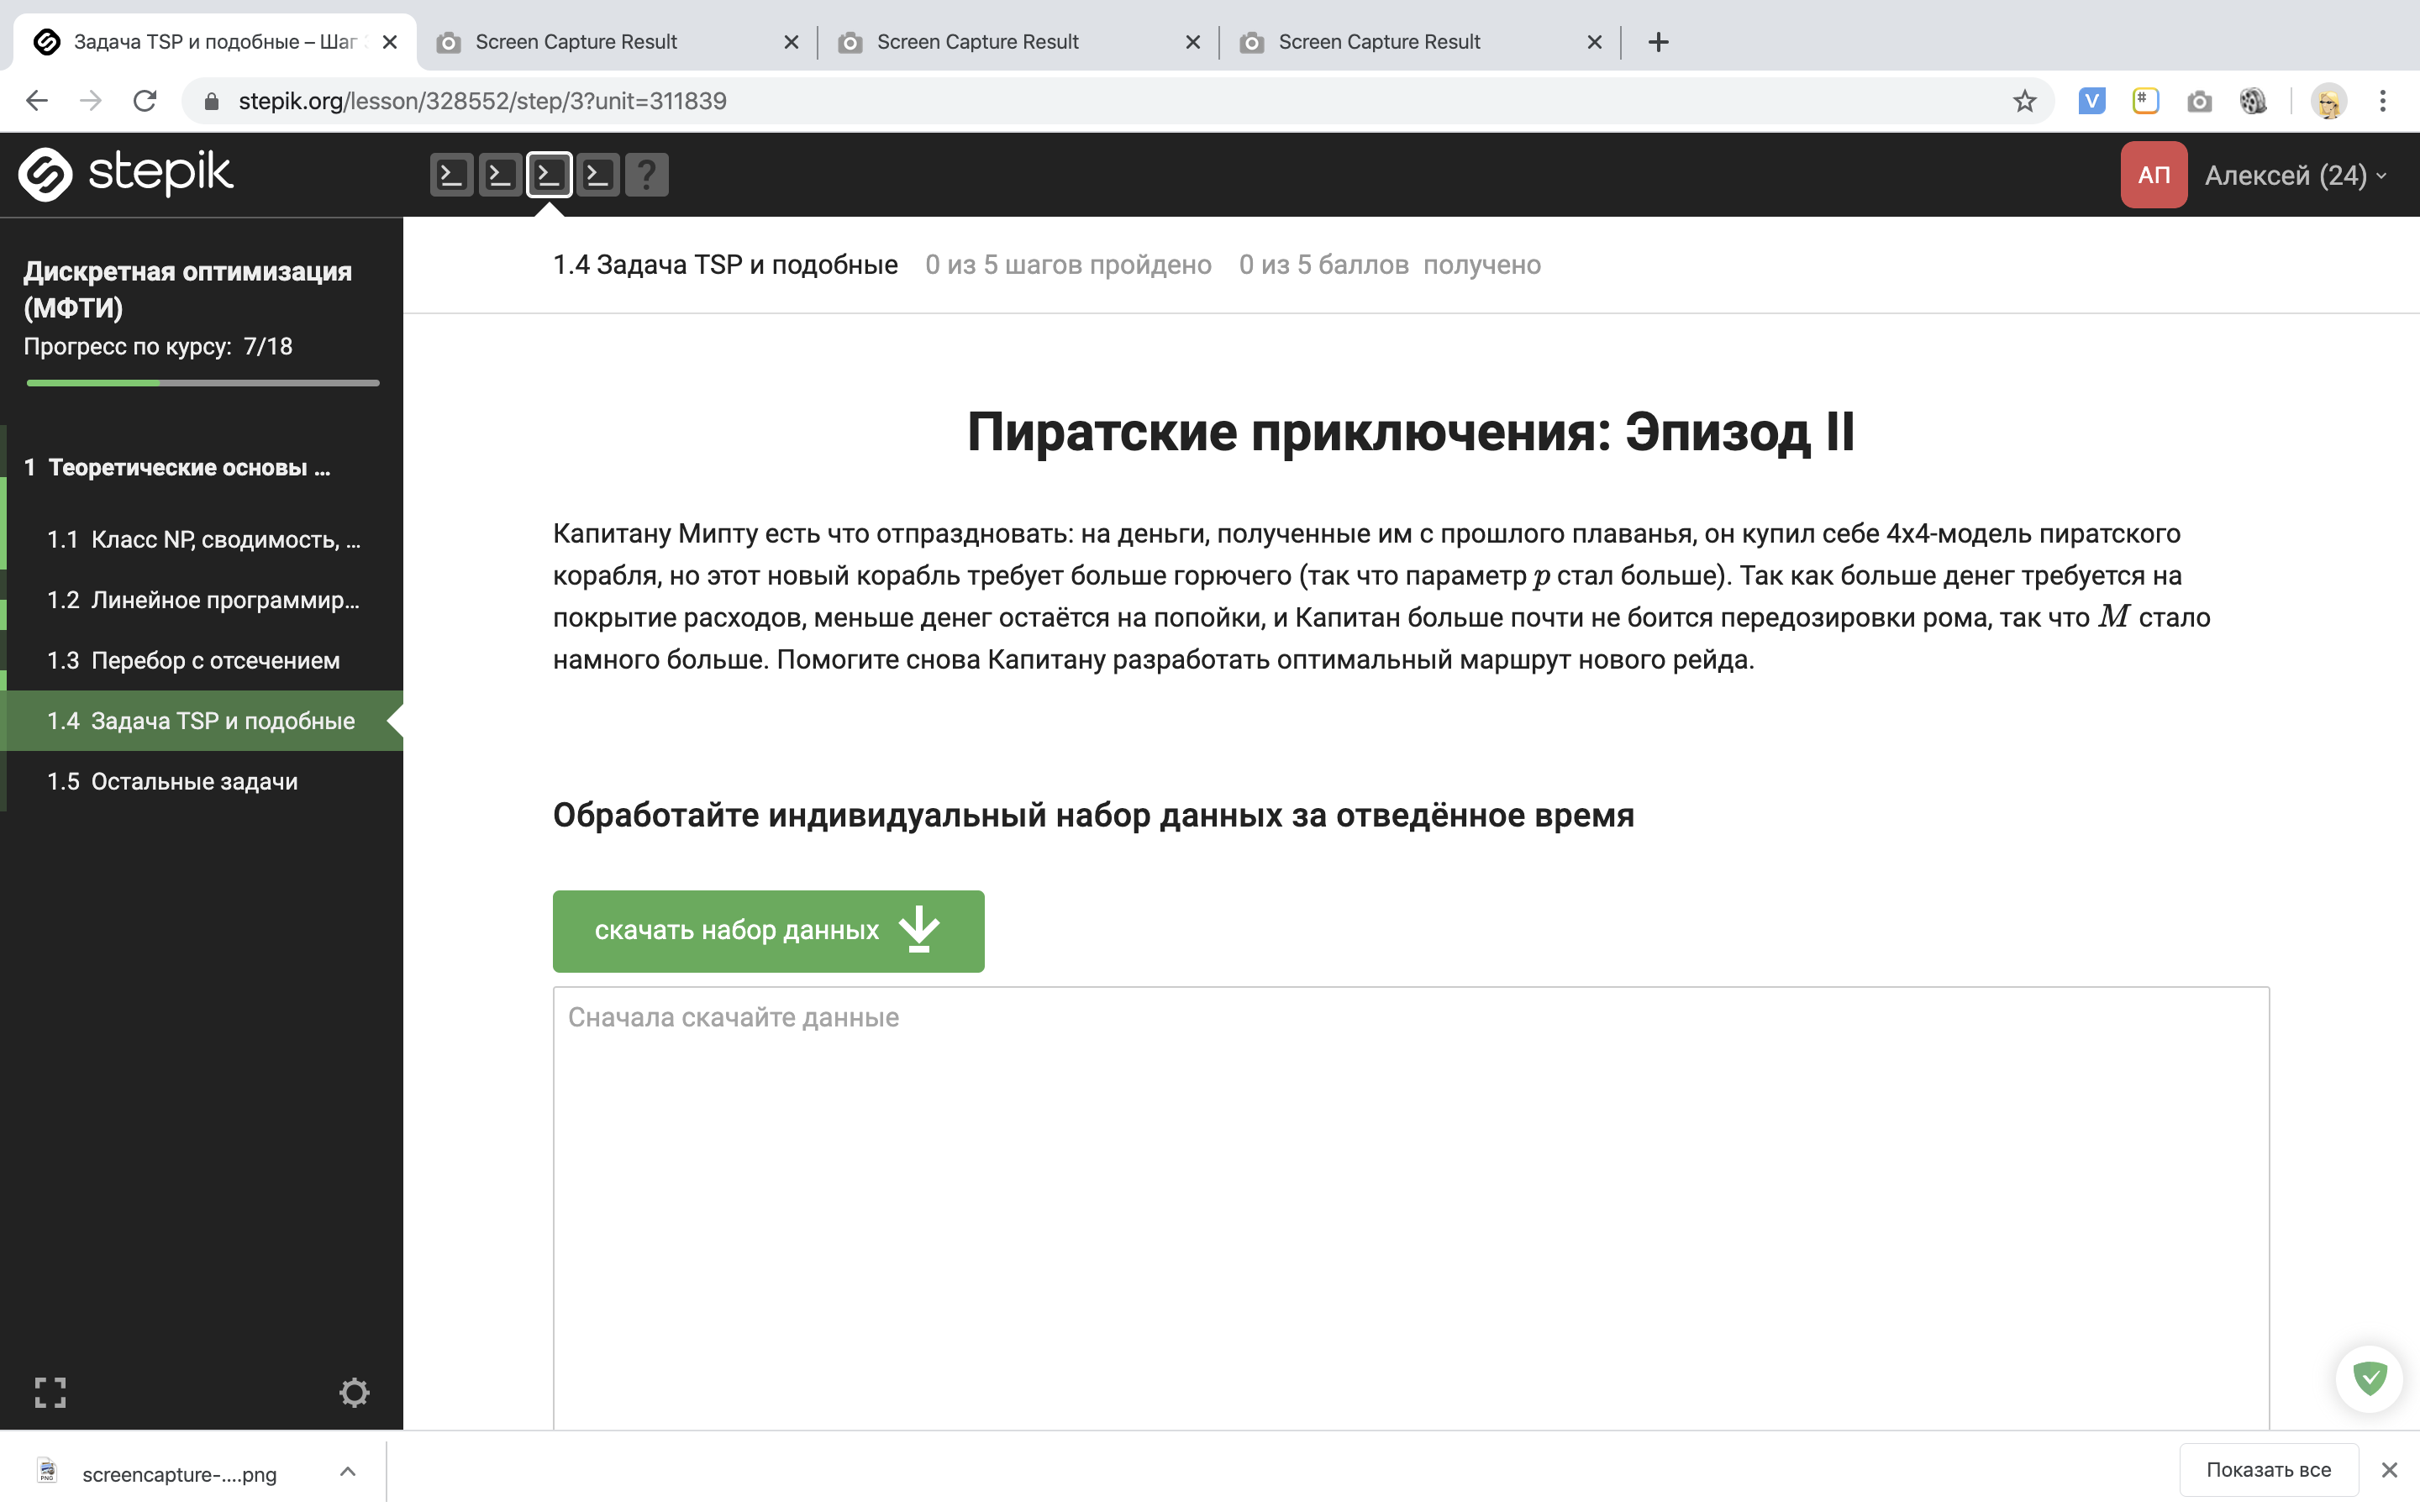 Задача TSP и подобные – Шаг
Screen Capture Result
Screen Capture Result
Screen Capture Result
stepik.org/lesson/328552/step/3?unit=311839
stepik
АП
Алексей (24)
Дискретная оптимизация
(МФТИ)
Прогресс по курсу: 7/18
1 Теоретические основы ...
1.1 Класс NP, сводимость, ...
1.2 Линейное программир...
1.3 Перебор с отсечением
1.4 Задача TSP и подобные
1.5 Остальные задачи
1.4 Задача TSP и подобные 0 из 5 шагов пройдено 0 из 5 баллов получено
Пиратские приключения: Эпизод II
Капитану Мипту есть что отпраздновать: на деньги, полученные им с прошлого плаванья, он купил себе 4x4-модель пиратского
корабля, но этот новый корабль требует больше горючего (так что параметр p стал больше). Так как больше денег требуется на
покрытие расходов, меньше денег остаётся на попойки, и Капитан больше почти не боится передозировки рома, так что M стало
намного больше. Помогите снова Капитану разработать оптимальный маршрут нового рейда.
Обработайте индивидуальный набор данных за отведённое время
скачать набор данных
Сначала скачайте данные
screencapture-....png
Показать все